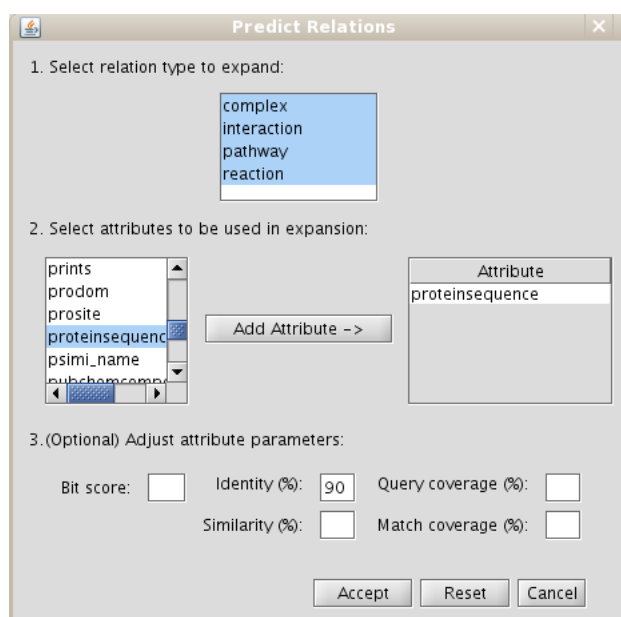 Predict Relations
1. Select relation type to expand:
complex
interaction
pathway
reaction
2. Select attributes to be used in expansion:
prints
prodom
prosite
proteinsequenc
psimi_name
pubchemcomp
Add Attribute ->
Attribute
proteinsequence
3.(Optional) Adjust attribute parameters:
Bit score: Identity (%): 90 Query coverage (%):
Similarity (%): Match coverage (%):
Accept Reset Cancel